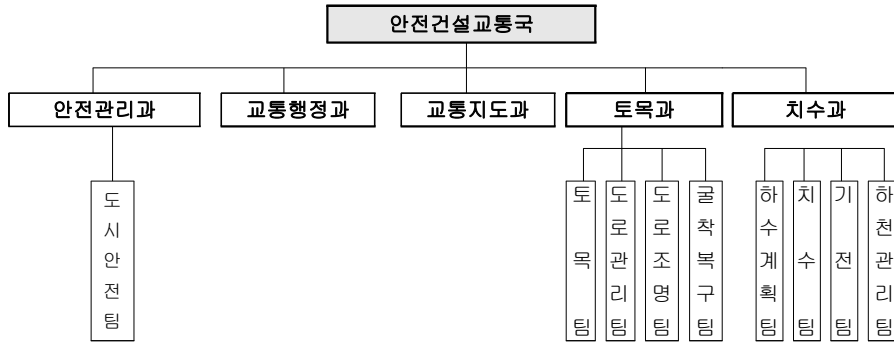 안전건설교통국
안전관리과
교통행정과
교통지도과
토목과
치수과
도시안전팀
토목팀
도로관리팀
도로조명팀
굴착복구팀
하수계획팀
치수팀
기전팀
하천관리팀